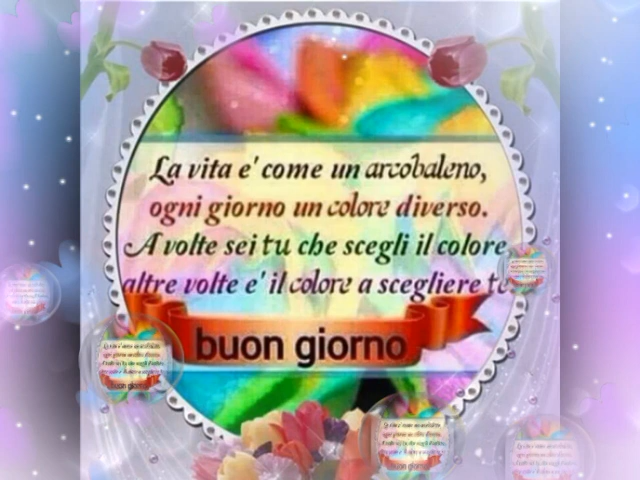 La vita e' come un arcobaleno,
ogni giorno un colore diverso.
A volte sei tu che scegli il colore
altre volte e' il colore a scegliere te.
buon giorno